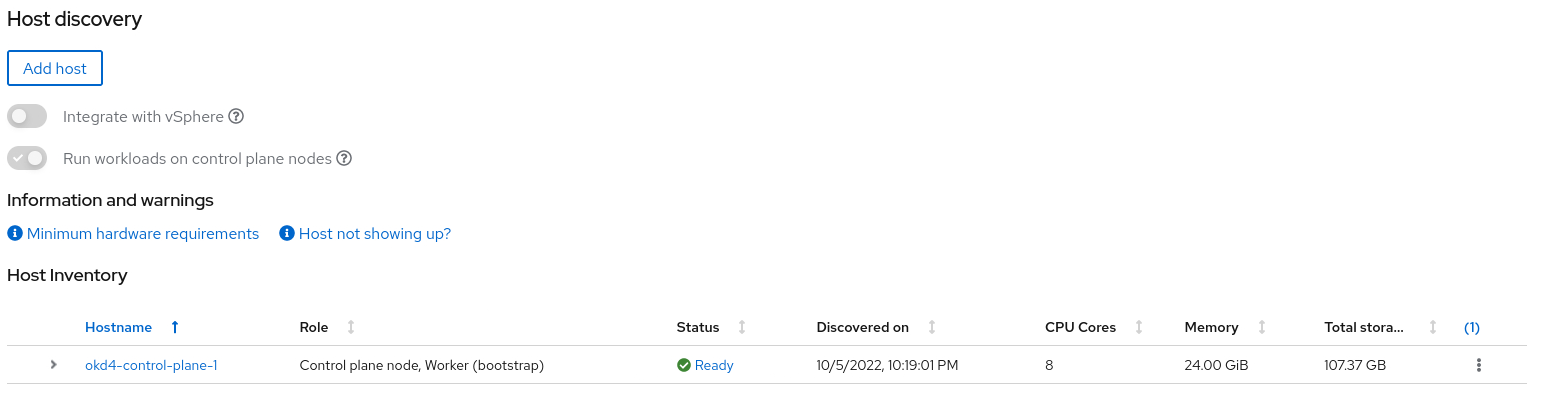 Host discovery
Add host
Integrate with vSphere
Run workloads on control plane nodes
Information and warnings
Minimum hardware requirements Host not showing up?
Host Inventory
Hostname Role Status Discovered on CPU Cores Memory Total stora... (1)
okd4-control-plane-1 Control plane node, Worker (bootstrap) Ready 10/5/2022, 10:19:01 PM 8 24.00 GiB 107.37 GB